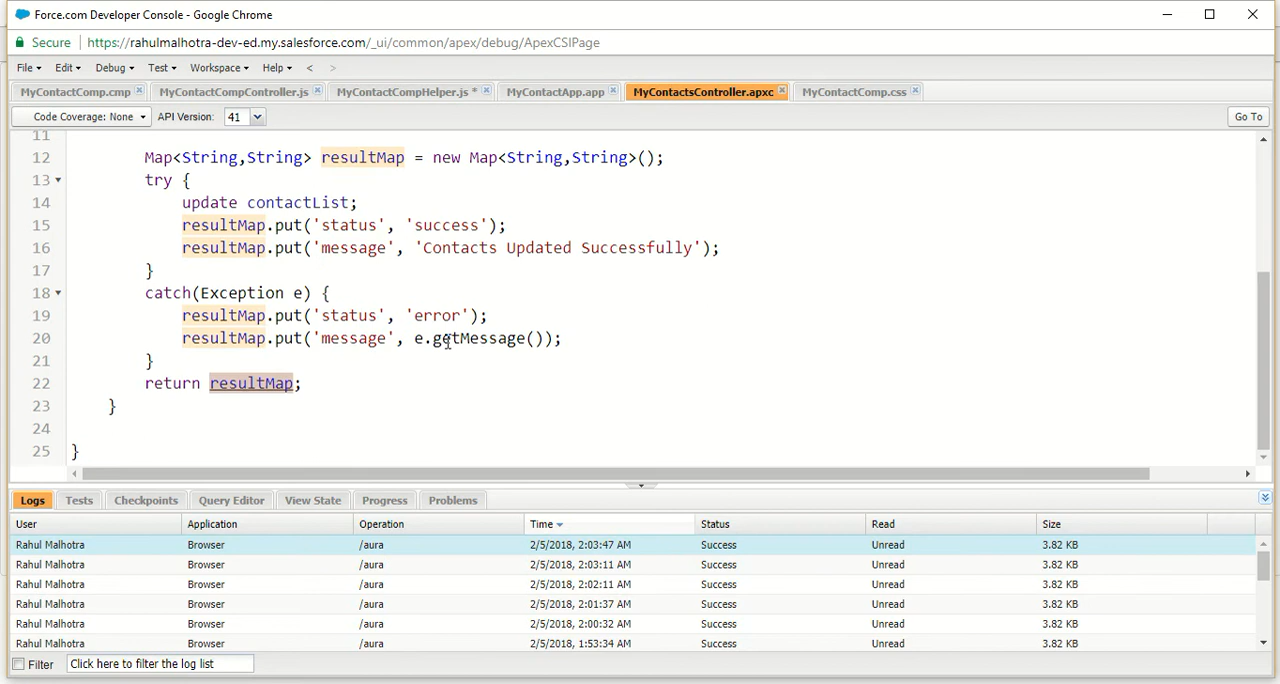 Force.com Developer Console - Google Chrome
Secure https://rahulmalhotra-dev-ed.my.salesforce.com/_ui/common/apex/debug/ApexCSIPage
File Edit Debug Test Workspace Help < >
MyContactComp.cmp MyContactCompController.js MyContactCompHelper.js * MyContactApp.app MyContactsController.apxc MyContactComp.css
Code Coverage: None API Version: 41 Go To
11
12 Map<String,String> resultMap = new Map<String,String>();
13 try {
14 update contactList;
15 resultMap.put('status', 'success');
16 resultMap.put('message', 'Contacts Updated Successfully');
17 }
18 catch(Exception e) {
19 resultMap.put('status', 'error');
20 resultMap.put('message', e.getMessage());
21 }
22 return resultMap;
23 }
24
25 }
Logs Tests Checkpoints Query Editor View State Progress Problems
User Application Operation Time Status Read Size
Rahul Malhotra Browser /aura 2/5/2018, 2:03:47 AM Success Unread 3.82 KB
Rahul Malhotra Browser /aura 2/5/2018, 2:03:11 AM Success Unread 3.82 KB
Rahul Malhotra Browser /aura 2/5/2018, 2:02:11 AM Success Unread 3.82 KB
Rahul Malhotra Browser /aura 2/5/2018, 2:01:37 AM Success Unread 3.82 KB
Rahul Malhotra Browser /aura 2/5/2018, 2:00:32 AM Success Unread 3.82 KB
Rahul Malhotra Browser /aura 2/5/2018, 1:53:34 AM Success Unread 3.82 KB
Filter Click here to filter the log list